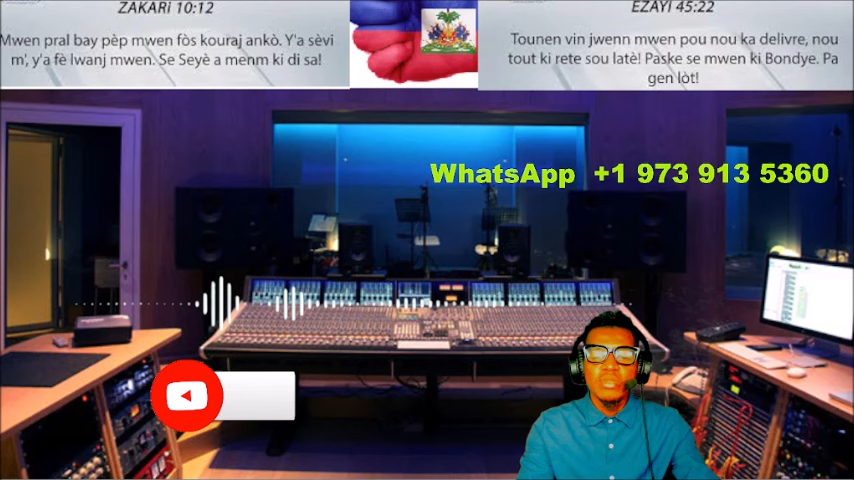 ZAKARi 10:12
Mwen pral bay pèp mwen fòs kouraj ankò. Y'a sèvi
m', y'a fè lwanj mwen. Se Seyè a menm ki di sa!
EZAYI 45:22
Tounen vin jwenn mwen pou nou ka delivre, nou
tout ki rete sou latè! Paske se mwen ki Bondye. Pa
gen lòt!
WhatsApp +1 973 913 5360